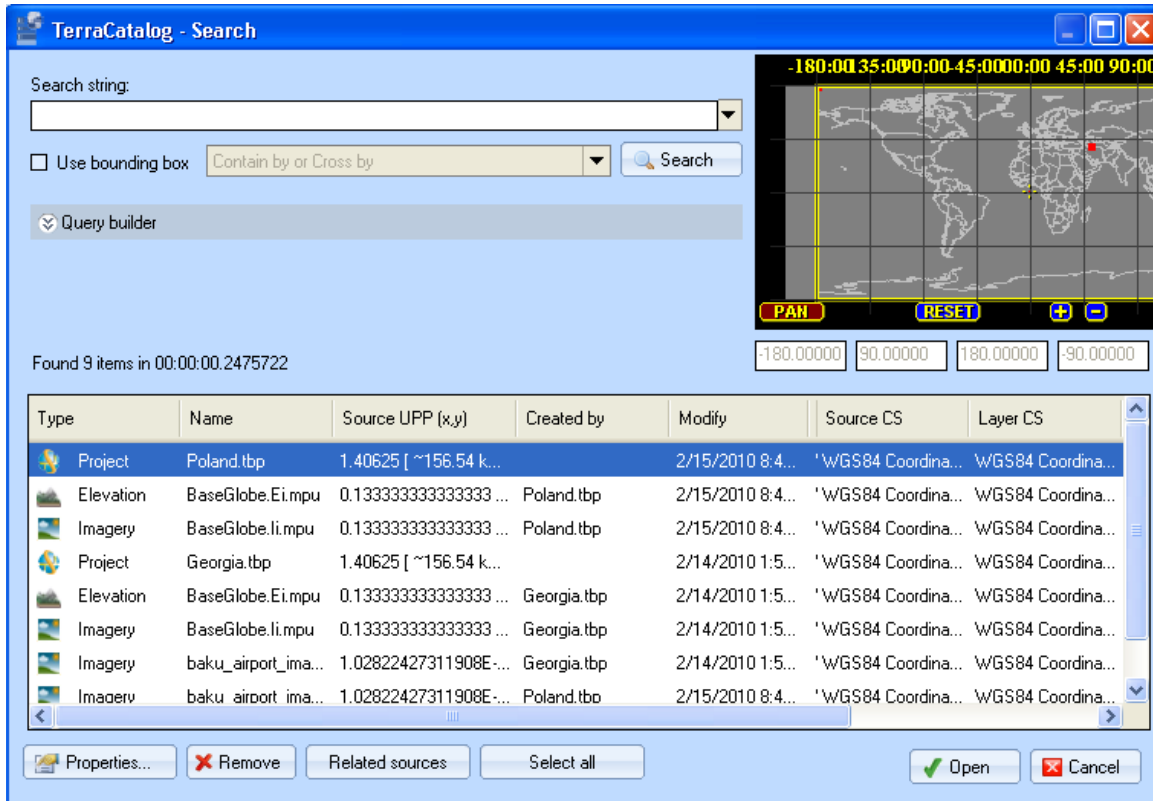 TerraCatalog - Search
Search string:
Use bounding box Contain by or Cross by Search
Query builder
-180:00 135:00 90:00 -45:00 00:00 45:00 90:00
PAN RESET + -
-180.00000 90.00000 180.00000 -90.00000
Found 9 items in 00:00:00.2475722
Type Name Source UPP (x,y) Created by Modify Source CS Layer CS
Project Poland.tbp 1.40625 [ ~156.54 k... 2/15/2010 8:4... 'WGS84 Coordina... WGS84 Coordina...
Elevation BaseGlobe.Ei.mpu 0.133333333333333 ... Poland.tbp 2/15/2010 8:4... 'WGS84 Coordina... WGS84 Coordina...
Imagery BaseGlobe.Ii.mpu 0.133333333333333 ... Poland.tbp 2/15/2010 8:4... 'WGS84 Coordina... WGS84 Coordina...
Project Georgia.tbp 1.40625 [ ~156.54 k... 2/14/2010 1:5... 'WGS84 Coordina... WGS84 Coordina...
Elevation BaseGlobe.Ei.mpu 0.133333333333333 ... Georgia.tbp 2/14/2010 1:5... 'WGS84 Coordina... WGS84 Coordina...
Imagery BaseGlobe.Ii.mpu 0.133333333333333 ... Georgia.tbp 2/14/2010 1:5... 'WGS84 Coordina... WGS84 Coordina...
Imagery baku_airport_ima... 1.02822427311908E-... Georgia.tbp 2/14/2010 1:5... 'WGS84 Coordina... WGS84 Coordina...
Imagery baku_airport_ima... 1.02822427311908E-... Poland.tbp 2/15/2010 8:4... 'WGS84 Coordina... WGS84 Coordina...
Properties... Remove Related sources Select all Open Cancel